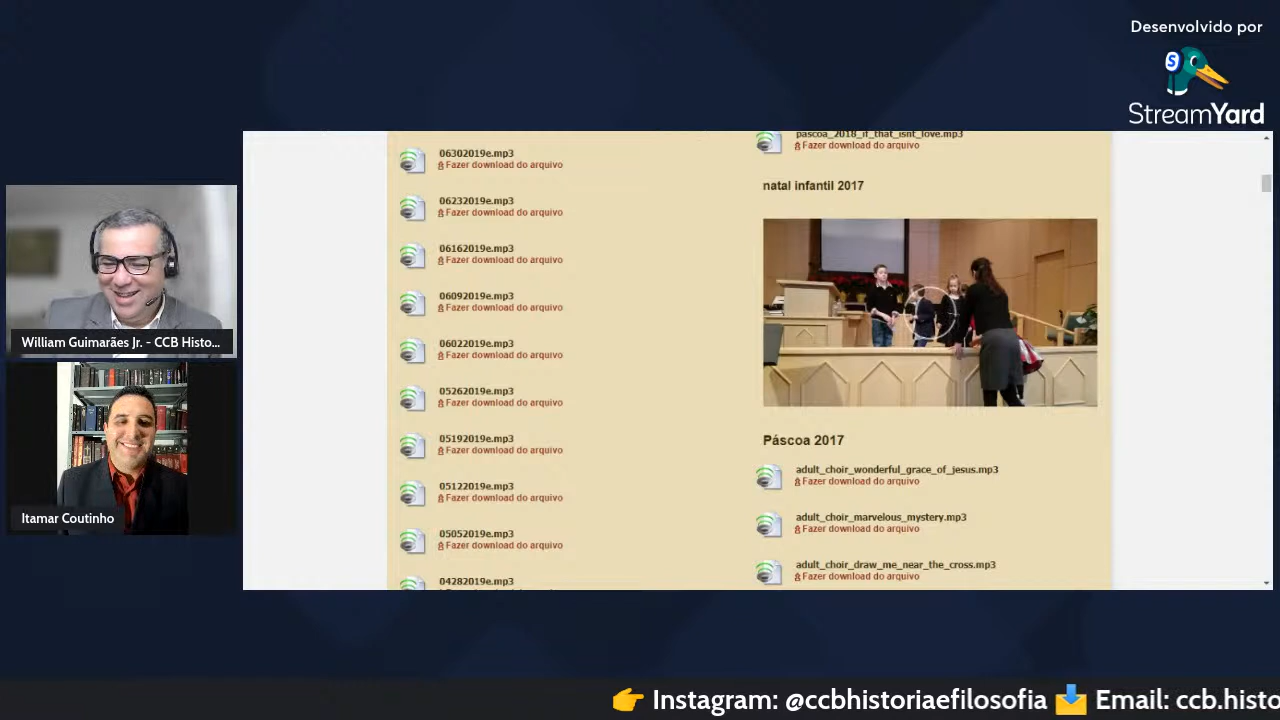 Desenvolvido por
StreamYard
William Guimarães Jr. - CCB Histo...
Itamar Coutinho
06302019e.mp3
Fazer download do arquivo
06232019e.mp3
Fazer download do arquivo
06162019e.mp3
Fazer download do arquivo
06092019e.mp3
Fazer download do arquivo
06022019e.mp3
Fazer download do arquivo
05262019e.mp3
Fazer download do arquivo
05192019e.mp3
Fazer download do arquivo
05122019e.mp3
Fazer download do arquivo
05052019e.mp3
Fazer download do arquivo
04282019e.mp3
pascoa_2018_if_that_isnt_love.mp3
Fazer download do arquivo
natal infantil 2017
Páscoa 2017
adult_choir_wonderful_grace_of_jesus.mp3
Fazer download do arquivo
adult_choir_marvelous_mystery.mp3
Fazer download do arquivo
adult_choir_draw_me_near_the_cross.mp3
Fazer download do arquivo
👉 Instagram: @ccbhistoriaefilosofia 📩 Email: ccb.histo